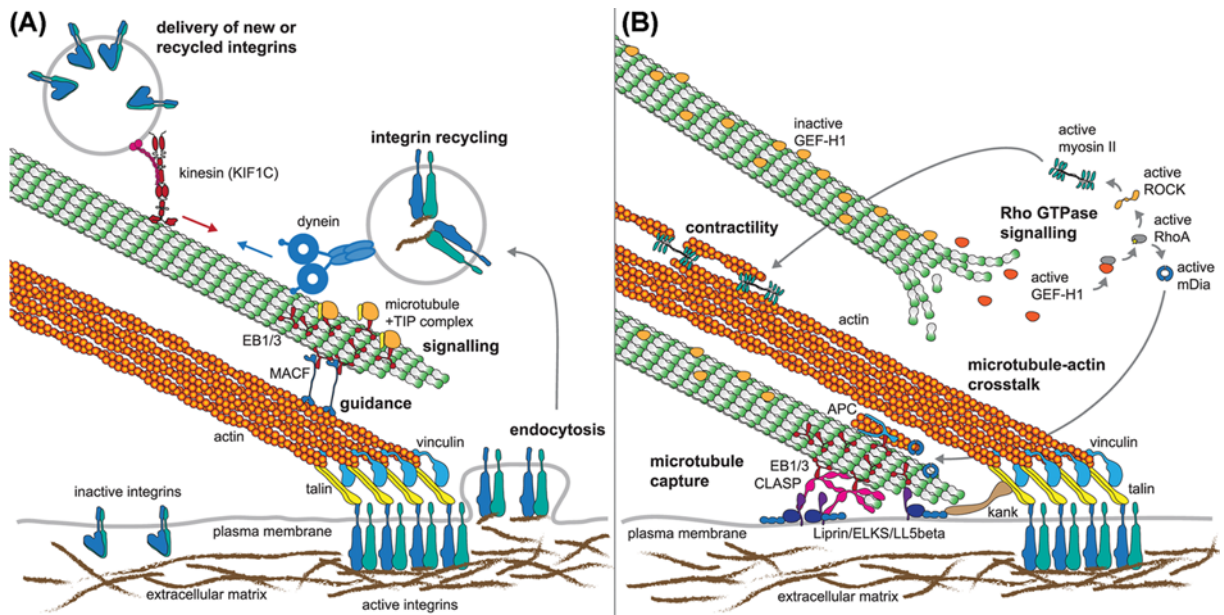 (A)
delivery of new or
recycled integrins
kinesin (KIF1C)
integrin recycling
dynein
microtubule
+TIP complex
signalling
EB1/3
MACF
guidance
actin
endocytosis
vinculin
talin
inactive integrins
plasma membrane
extracellular matrix
active integrins
(B)
inactive
GEF-H1
active
myosin II
active
ROCK
Rho GTPase
signalling
active
RhoA
contractility
active
GEF-H1
active
mDia
actin
microtubule-actin
crosstalk
APC
vinculin
microtubule
capture
EB1/3
CLASP
talin
kank
plasma membrane
Liprin/ELKS/LL5beta
extracellular matrix